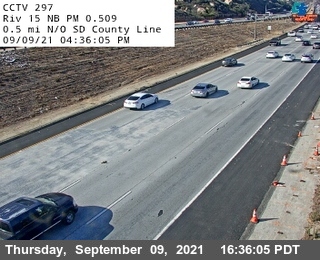 CCTV 297
Riv 15 NB PM 0.509
0.5 mi N/O SD County Line
09/09/21 04:36:05 PM
Thursday, September 09, 2021 16:36:05 PDT